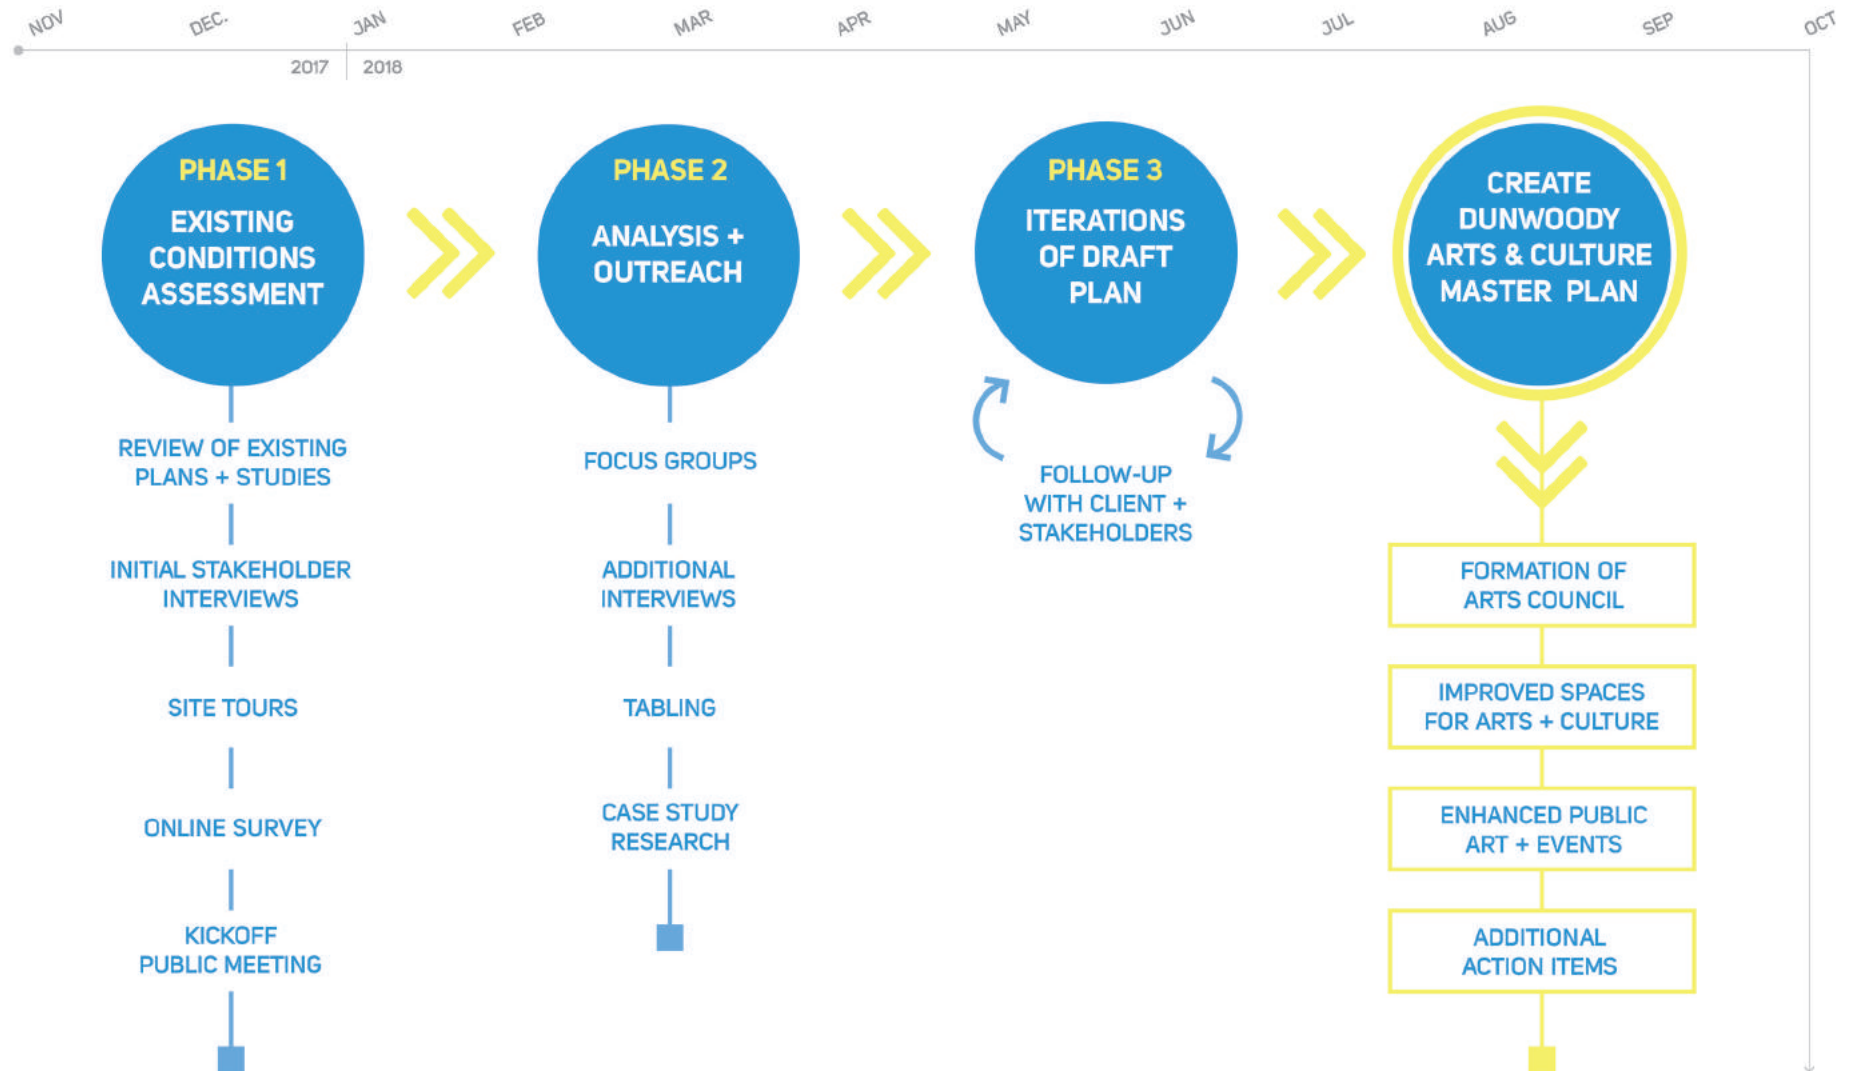 NOV DEC. JAN FEB MAR APR MAY JUN JUL AUG SEP OCT
2017 2018
PHASE 1
EXISTING
CONDITIONS
ASSESSMENT
REVIEW OF EXISTING
PLANS + STUDIES
INITIAL STAKEHOLDER
INTERVIEWS
SITE TOURS
ONLINE SURVEY
KICKOFF
PUBLIC MEETING
PHASE 2
ANALYSIS +
OUTREACH
FOCUS GROUPS
ADDITIONAL
INTERVIEWS
TABLING
CASE STUDY
RESEARCH
PHASE 3
ITERATIONS
OF DRAFT
PLAN
FOLLOW-UP
WITH CLIENT +
STAKEHOLDERS
CREATE
DUNWOODY
ARTS & CULTURE
MASTER PLAN
FORMATION OF
ARTS COUNCIL
IMPROVED SPACES
FOR ARTS + CULTURE
ENHANCED PUBLIC
ART + EVENTS
ADDITIONAL
ACTION ITEMS